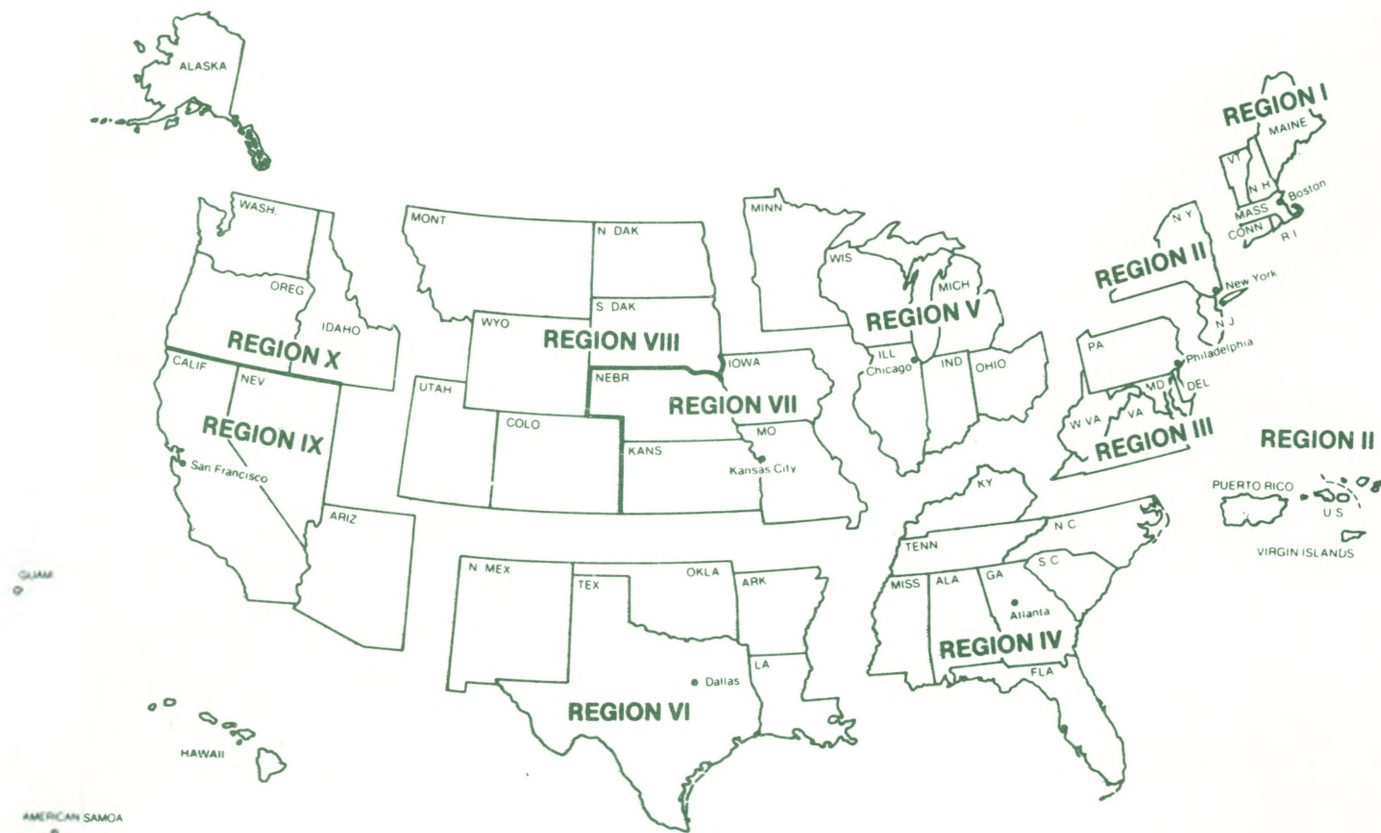 ALASKA
REGION I
MAINE
VT
N H
Boston
MASS
CONN
R I
WASH.
MONT
N DAK
MINN
N Y
WIS
REGION II
MICH
New York
OREG
S DAK
REGION V
IDAHO
WYO
N J
REGION X
REGION VIII
PA
Philadelphia
CALIF
NEV
UTAH
NEBR
IOWA
ILL
Chicago
IND
OHIO
MD
DEL
REGION VII
COLO
W VA
VA
REGION IX
MO
REGION III
REGION II
KANS
San Francisco
Kansas City
KY
PUERTO RICO
U S
ARIZ
N C
TENN
VIRGIN ISLANDS
S C
GUAM
N MEX
TEX
OKLA
ARK
MISS
ALA
GA
Atlanta
REGION IV
LA
FLA
Dallas
REGION VI
HAWAII
AMERICAN SAMOA